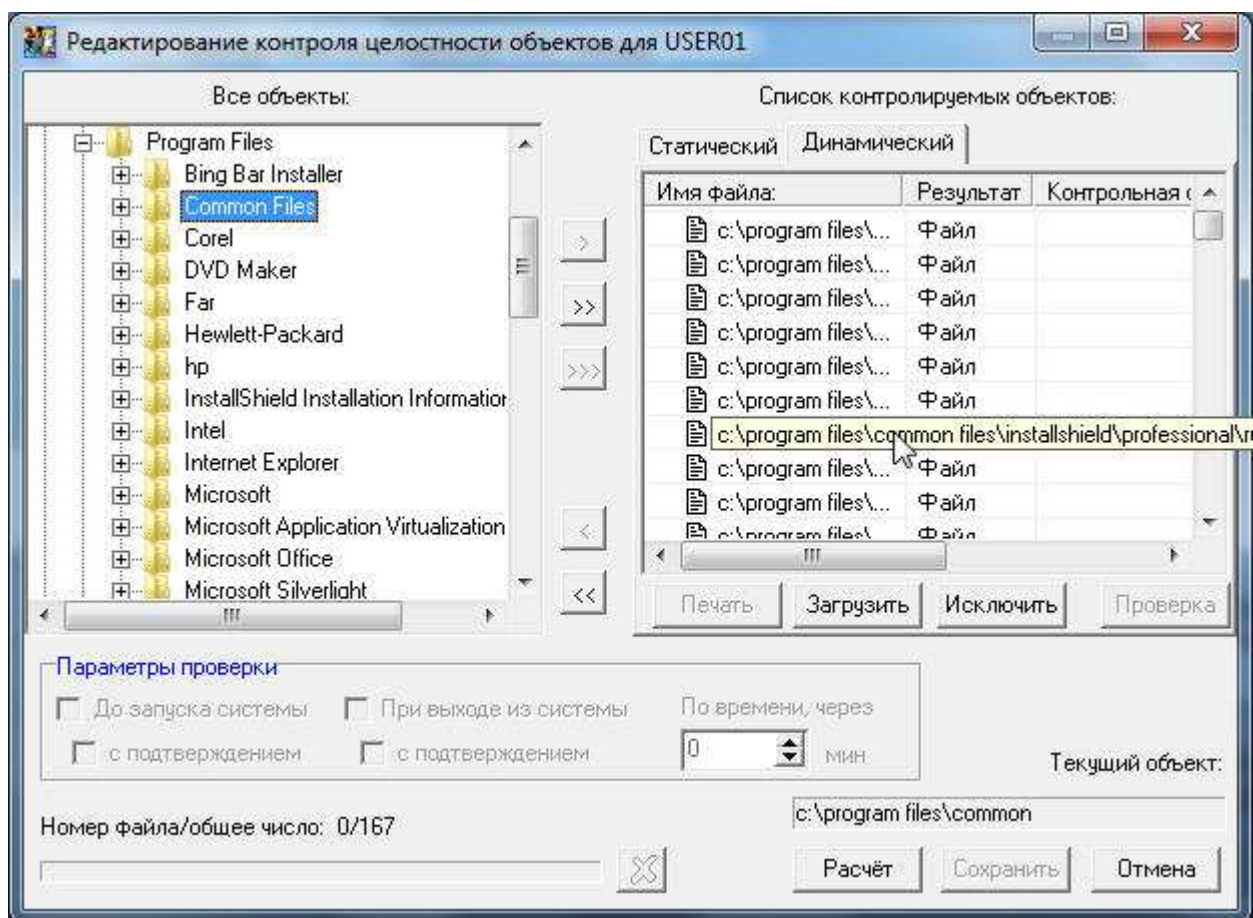 Редактирование контроля целостности объектов для USER01
Все объекты:
Список контролируемых объектов:
Program Files
Bing Bar Installer
Common Files
Corel
DVD Maker
Far
Hewlett-Packard
hp
InstallShield Installation Information
Intel
Internet Explorer
Microsoft
Microsoft Application Virtualization
Microsoft Office
Microsoft Silverlight
>
>>
>>>
<
<<
Статический Динамический
Имя файла: Результат Контрольная с
c:\program files\... Файл
c:\program files\... Файл
c:\program files\... Файл
c:\program files\... Файл
c:\program files\... Файл
c:\program files\... Файл
c:\program files\common files\installshield\professional\ru
c:\program files\... Файл
c:\program files\... Файл
c:\program files\... Файл
Печать Загрузить Исключить Проверка
Параметры проверки
До запуска системы При выходе из системы По времени, через
с подтверждением с подтверждением 0 мин
Текущий объект:
c:\program files\common
Номер файла/общее число: 0/167
Расчёт Сохранить Отмена